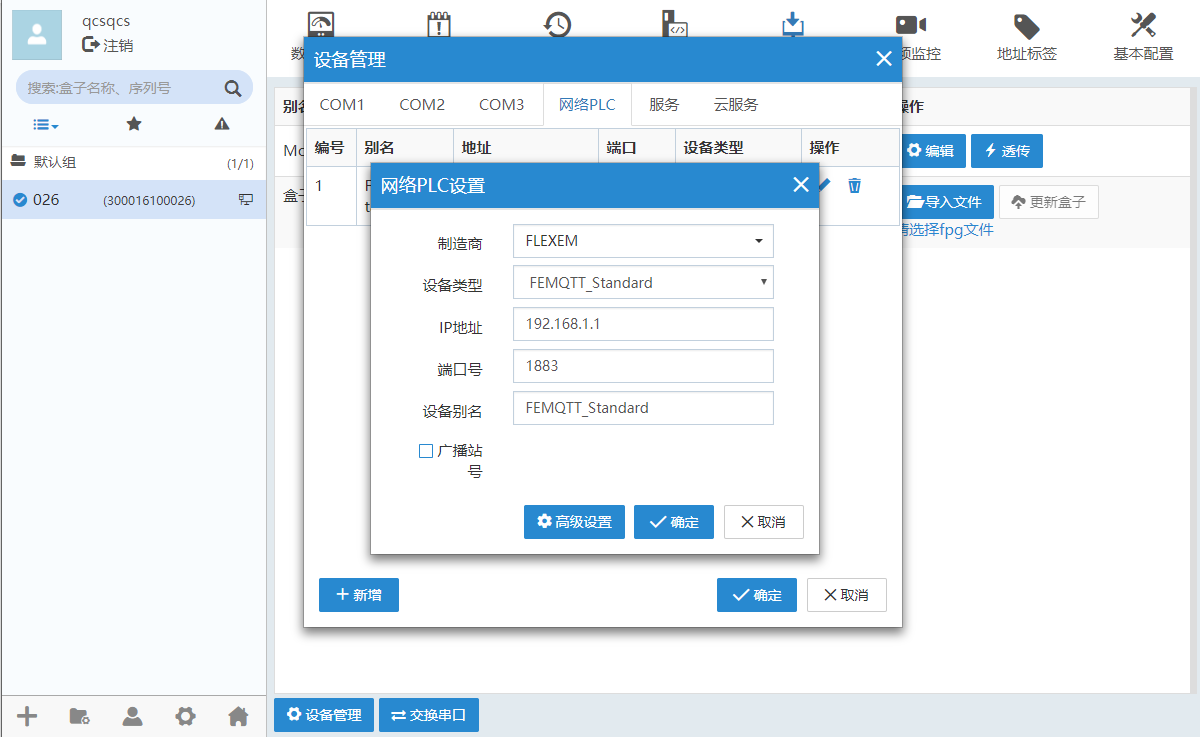 qcsqcs
注销
搜索:盒子名称、序列号
默认组 (1/1)
026 (300016100026)
数
视频监控
地址标签
基本配置
别名
操作
编辑
透传
盒子
导入文件
更新盒子
请选择fpg文件
设备管理
COM1 COM2 COM3 网络PLC 服务 云服务
编号 别名 地址 端口 设备类型 操作
1
网络PLC设置
制造商 FLEXEM
设备类型 FEMQTT_Standard
IP地址 192.168.1.1
端口号 1883
设备别名 FEMQTT_Standard
广播站
号
高级设置 确定 取消
新增 确定 取消
设备管理 交换串口